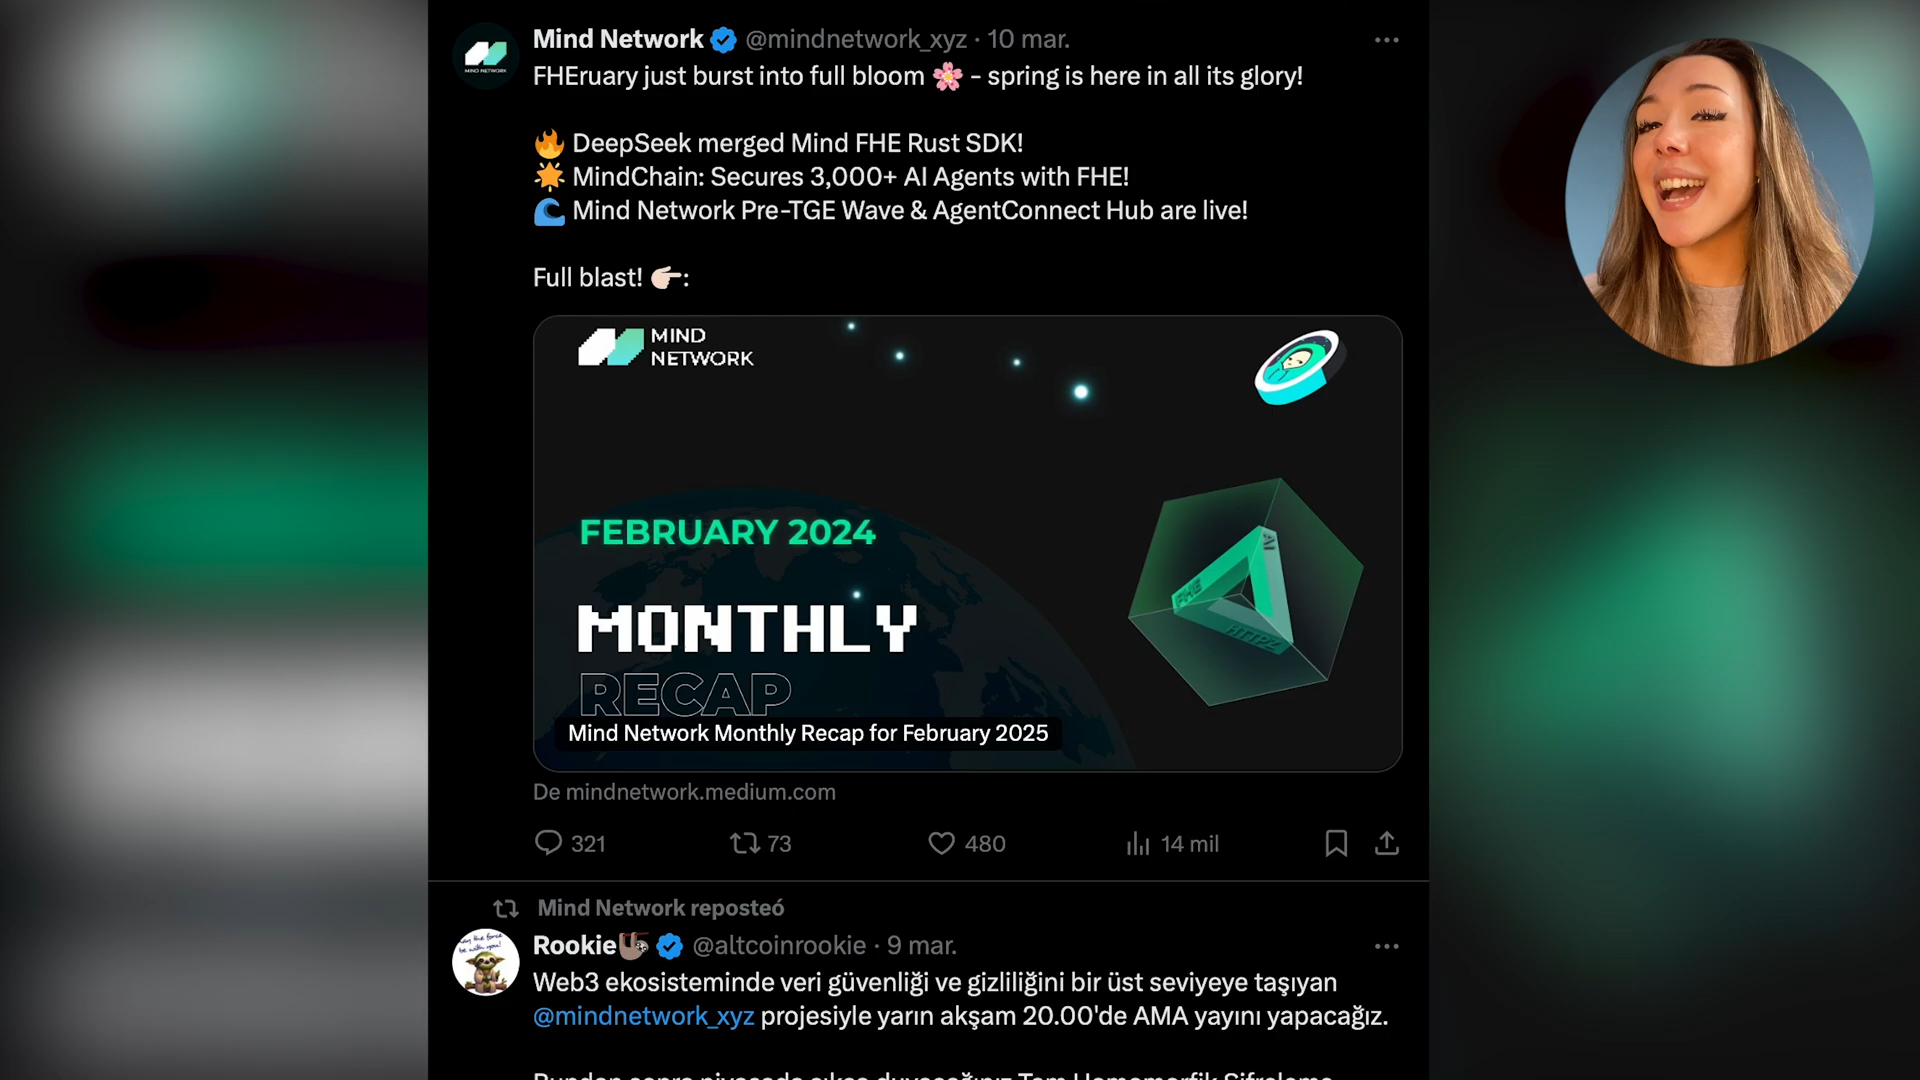 Mind Network @mindnetwork_xyz · 10 mar.
FHEruary just burst into full bloom 🌸 - spring is here in all its glory!
🔥 DeepSeek merged Mind FHE Rust SDK!
🌟 MindChain: Secures 3,000+ AI Agents with FHE!
🌊 Mind Network Pre-TGE Wave & AgentConnect Hub are live!
Full blast! 👉🏻:
MIND
NETWORK
FEBRUARY 2024
MONTHLY
RECAP
AI
FHE
HTTPZ
Mind Network Monthly Recap for February 2025
De mindnetwork.medium.com
321 73 480 14 mil
Mind Network reposteó
Rookie🦥 @altcoinrookie · 9 mar.
Web3 ekosisteminde veri güvenliği ve gizliliğini bir üst seviyeye taşıyan
@mindnetwork_xyz projesiyle yarın akşam 20.00'de AMA yayını yapacağız.